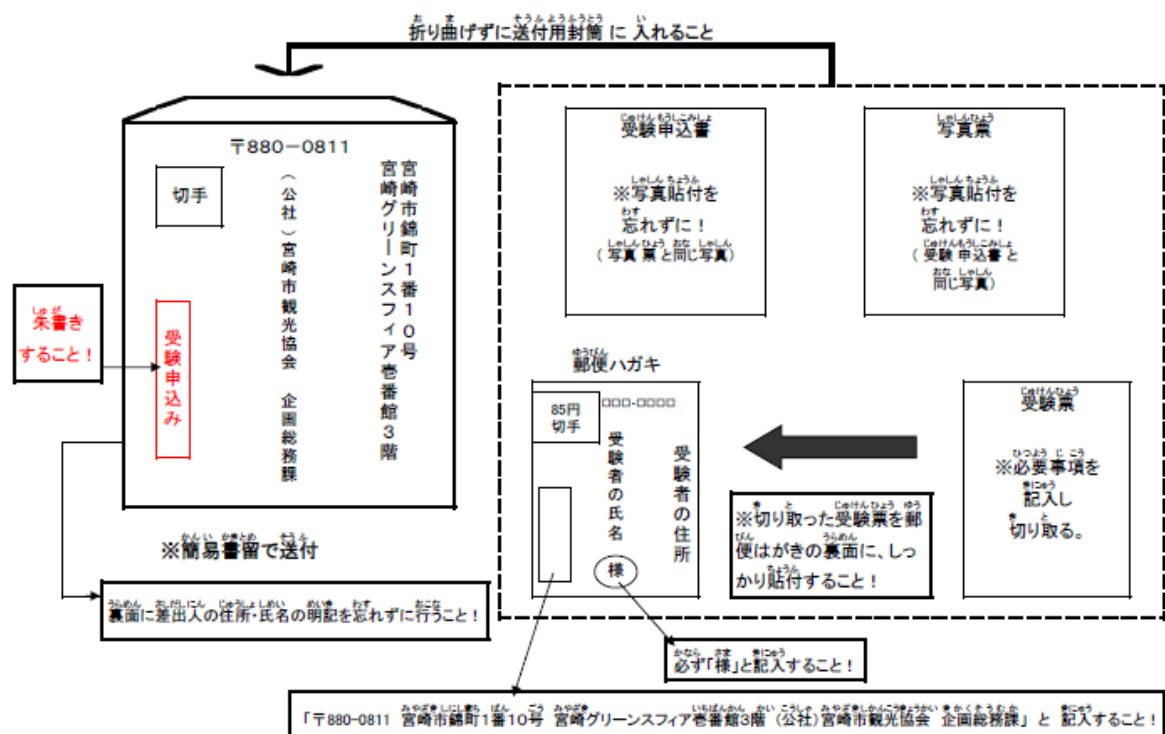 折り曲げずに送付用封筒 に 入れること
〒880-0811
宮崎市錦町1番10号
宮崎グリーンスフィア壱番館3階
（公社）宮崎市観光協会 企画総務課
切手
受験申込み
朱書き
すること！
※簡易書留で送付
裏面に差出人の住所・氏名の明記を忘れずに行うこと！
受験申込書
※写真貼付を
忘れずに！
（写真票と同じ写真）
写真票
※写真貼付を
忘れずに！
（受験申込書と
同じ写真）
郵便ハガキ
85円
切手
□□□-□□□□
受験者の住所
受験者の氏名
様
※切り取った受験票を郵
便はがきの裏面に、しっ
かり貼付すること！
受験票
※必要事項を
記入し
切り取る。
必ず「様」と記入すること！
「〒880-0811 宮崎市錦町1番10号 宮崎グリーンスフィア壱番館3階（公社）宮崎市観光協会 企画総務課」と 記入すること！